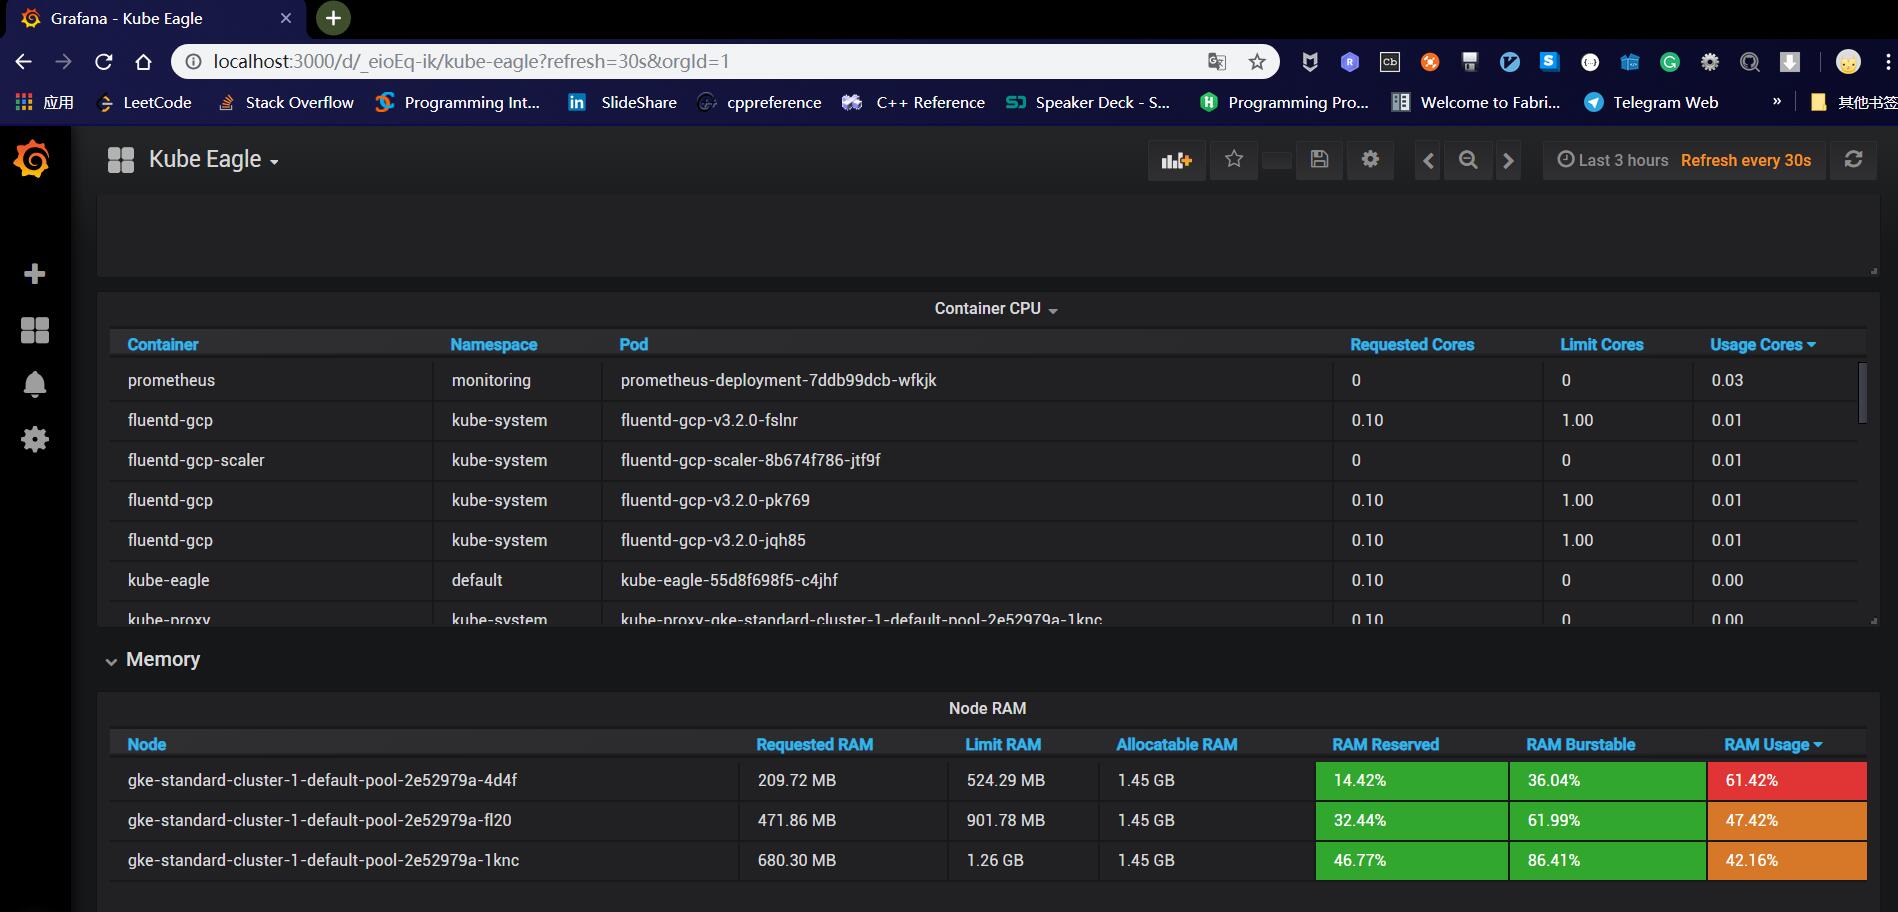 Grafana - Kube Eagle
localhost:3000/d/_eioEq-ik/kube-eagle?refresh=30s&orgId=1
应用 LeetCode Stack Overflow Programming Int... SlideShare cppreference C++ Reference Speaker Deck - S... Programming Pro... Welcome to Fabri... Telegram Web » 其他书签
Kube Eagle Last 3 hours Refresh every 30s
Container CPU
Container Namespace Pod Requested Cores Limit Cores Usage Cores
prometheus monitoring prometheus-deployment-7ddb99dcb-wfkjk 0 0 0.03
fluentd-gcp kube-system fluentd-gcp-v3.2.0-fslnr 0.10 1.00 0.01
fluentd-gcp-scaler kube-system fluentd-gcp-scaler-8b674f786-jtf9f 0 0 0.01
fluentd-gcp kube-system fluentd-gcp-v3.2.0-pk769 0.10 1.00 0.01
fluentd-gcp kube-system fluentd-gcp-v3.2.0-jqh85 0.10 1.00 0.01
kube-eagle default kube-eagle-55d8f698f5-c4jhf 0.10 0 0.00
kube-proxy kube-system kube-proxy-gke-standard-cluster-1-default-pool-2e52979a-1knc 0.10 0 0.00
Memory
Node RAM
Node Requested RAM Limit RAM Allocatable RAM RAM Reserved RAM Burstable RAM Usage
gke-standard-cluster-1-default-pool-2e52979a-4d4f 209.72 MB 524.29 MB 1.45 GB 14.42% 36.04% 61.42%
gke-standard-cluster-1-default-pool-2e52979a-fl20 471.86 MB 901.78 MB 1.45 GB 32.44% 61.99% 47.42%
gke-standard-cluster-1-default-pool-2e52979a-1knc 680.30 MB 1.26 GB 1.45 GB 46.77% 86.41% 42.16%